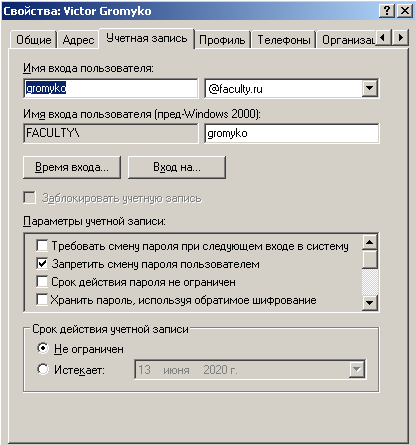 Свойства: Victor Gromyko
Общие Адрес Учетная запись Профиль Телефоны Организац
Имя входа пользователя:
gromyko @faculty.ru
Имя входа пользователя (пред-Windows 2000):
FACULTY\ gromyko
Время входа... Вход на...
Заблокировать учетную запись
Параметры учетной записи:
Требовать смену пароля при следующем входе в систему
Запретить смену пароля пользователем
Срок действия пароля не ограничен
Хранить пароль, используя обратимое шифрование
Срок действия учетной записи
Не ограничен
Истекает: 13 июня 2020 г.